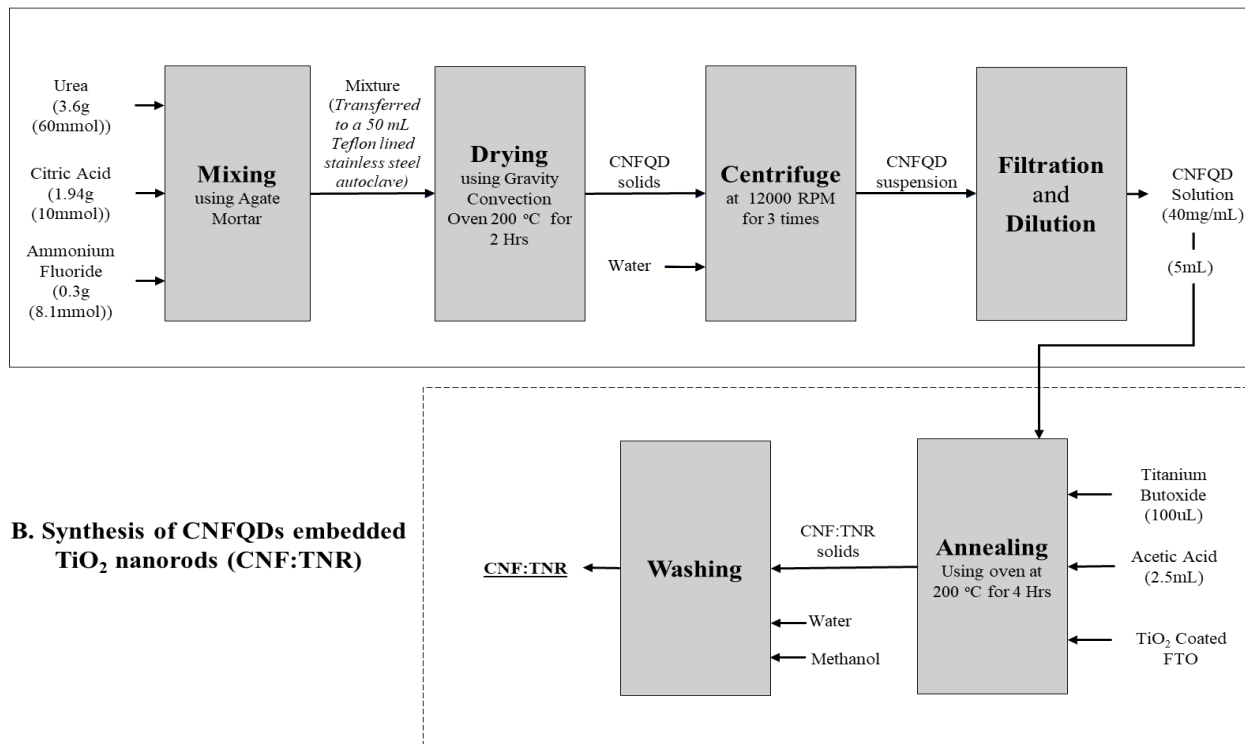 Urea
(3.6g
(60mmol))
Citric Acid
(1.94g
(10mmol))
Ammonium
Fluoride
(0.3g
(8.1mmol))
Mixing
using Agate
Mortar
Mixture
(Transferred
to a 50 mL
Teflon lined
stainless steel
autoclave)
Drying
using Gravity
Convection
Oven 200 °C for
2 Hrs
CNFQD
solids
Water
Centrifuge
at 12000 RPM
for 3 times
CNFQD
suspension
Filtration
and
Dilution
CNFQD
Solution
(40mg/mL)
(5mL)
B. Synthesis of CNFQDs embedded
TiO₂ nanorods (CNF:TNR)
CNF:TNR
Washing
CNF:TNR
solids
Water
Methanol
Annealing
Using oven at
200 °C for 4 Hrs
Titanium
Butoxide
(100uL)
Acetic Acid
(2.5mL)
TiO₂ Coated
FTO